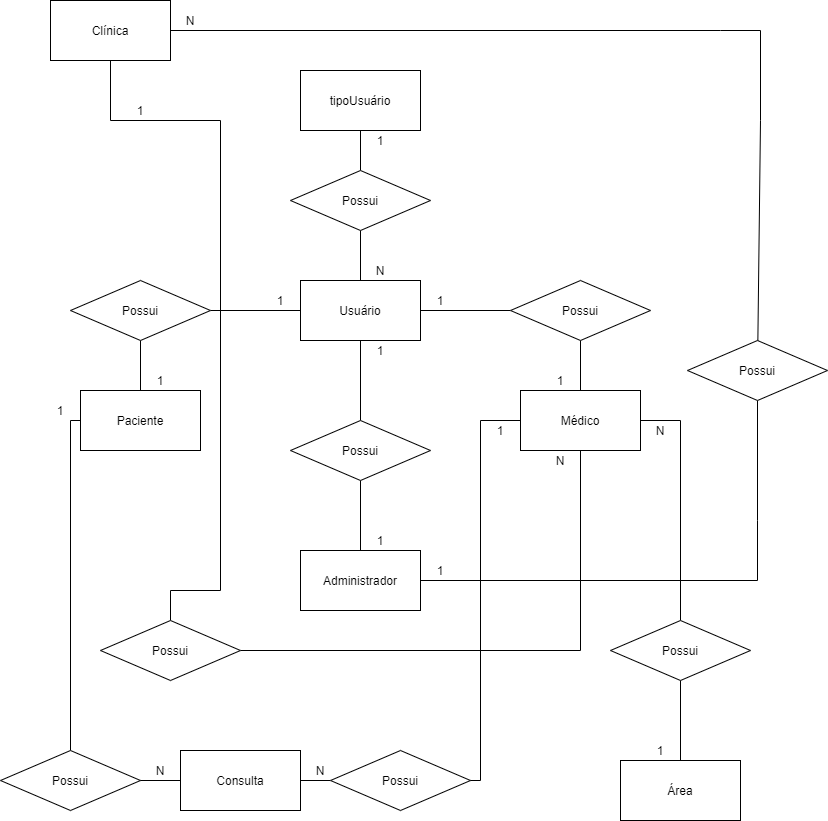 Clínica
N
1
tipoUsuário
1
Possui
N
Possui
1
Usuário
1
Possui
1
1
1
Possui
1
Paciente
1
Médico
N
1
N
Possui
1
Administrador
1
Possui
Possui
1
Possui
N
Consulta
N
Possui
Área